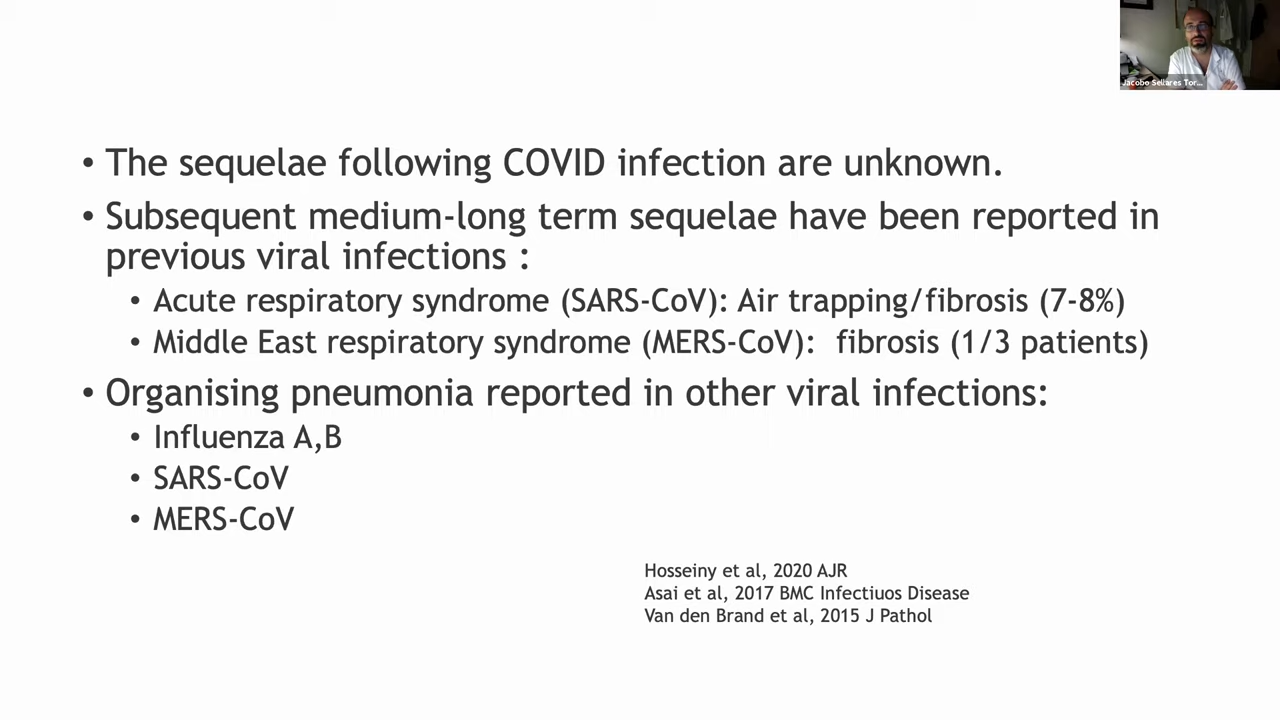 Jacobo Sellares Tor...
• The sequelae following COVID infection are unknown.
• Subsequent medium-long term sequelae have been reported in
previous viral infections :
• Acute respiratory syndrome (SARS-CoV): Air trapping/fibrosis (7-8%)
• Middle East respiratory syndrome (MERS-CoV): fibrosis (1/3 patients)
• Organising pneumonia reported in other viral infections:
• Influenza A,B
• SARS-CoV
• MERS-CoV
Hosseiny et al, 2020 AJR
Asai et al, 2017 BMC Infectiuos Disease
Van den Brand et al, 2015 J Pathol